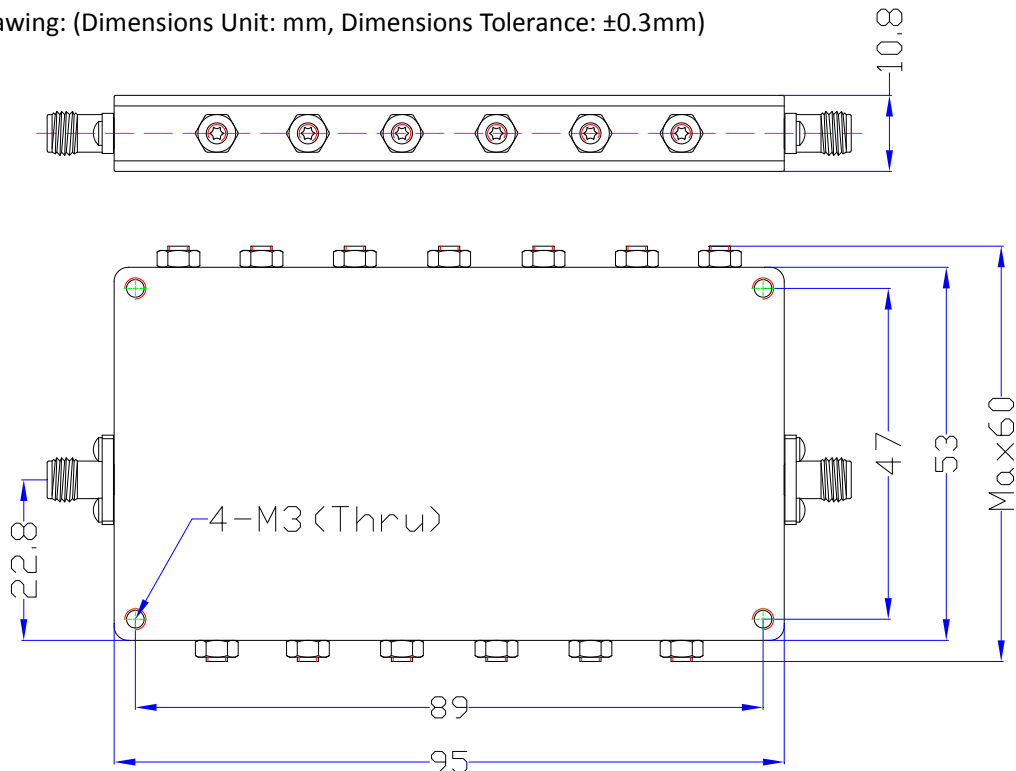 awing: (Dimensions Unit: mm, Dimensions Tolerance: ±0.3mm)
10.8
22.8
4-M3(Thru)
47
53
Max60
89
95